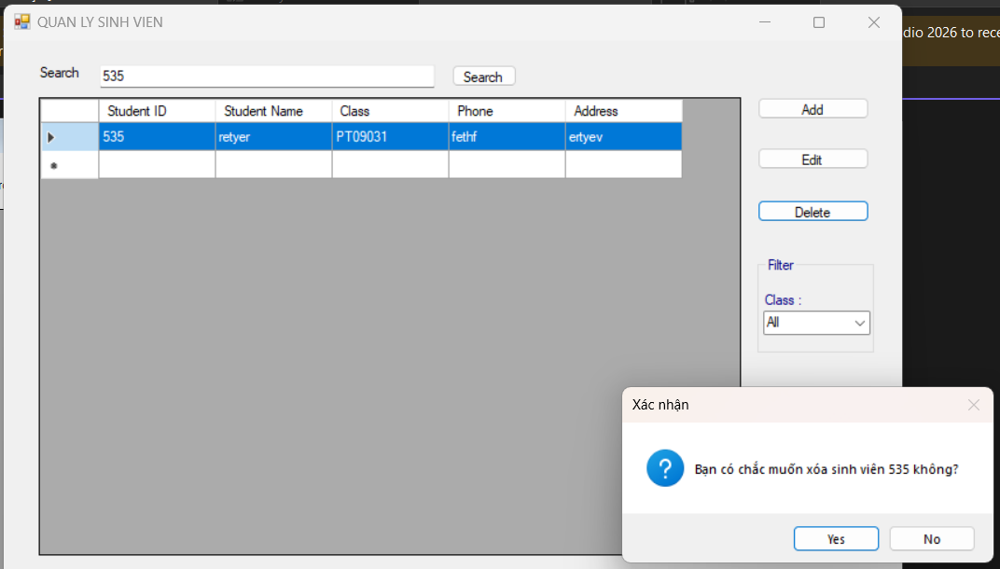 QUAN LY SINH VIEN
dio 2026 to rece
Search 535 Search
Student ID Student Name Class Phone Address
535 retyer PT09031 fethf ertyev
Add
Edit
Delete
Filter
Class :
All
Xác nhận
Bạn có chắc muốn xóa sinh viên 535 không?
Yes No